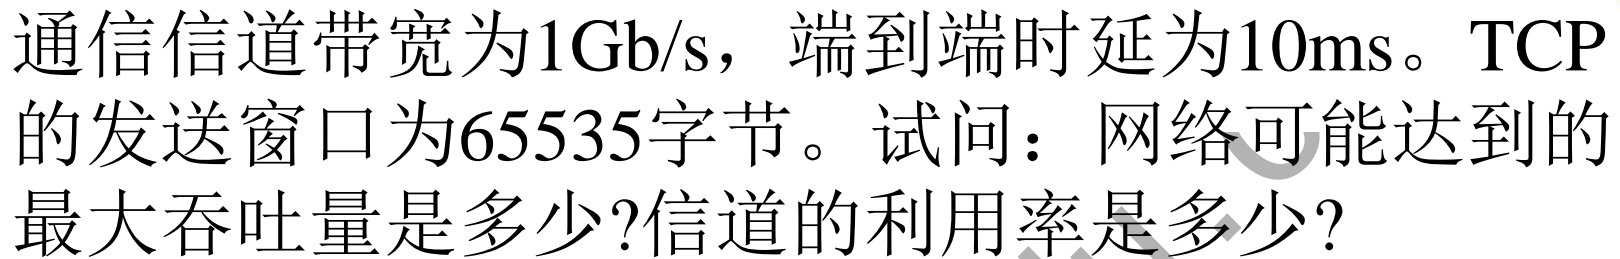 通信信道带宽为1Gb/s，端到端时延为10ms。TCP
的发送窗口为65535字节。试问：网络可能达到的
最大吞吐量是多少?信道的利用率是多少?